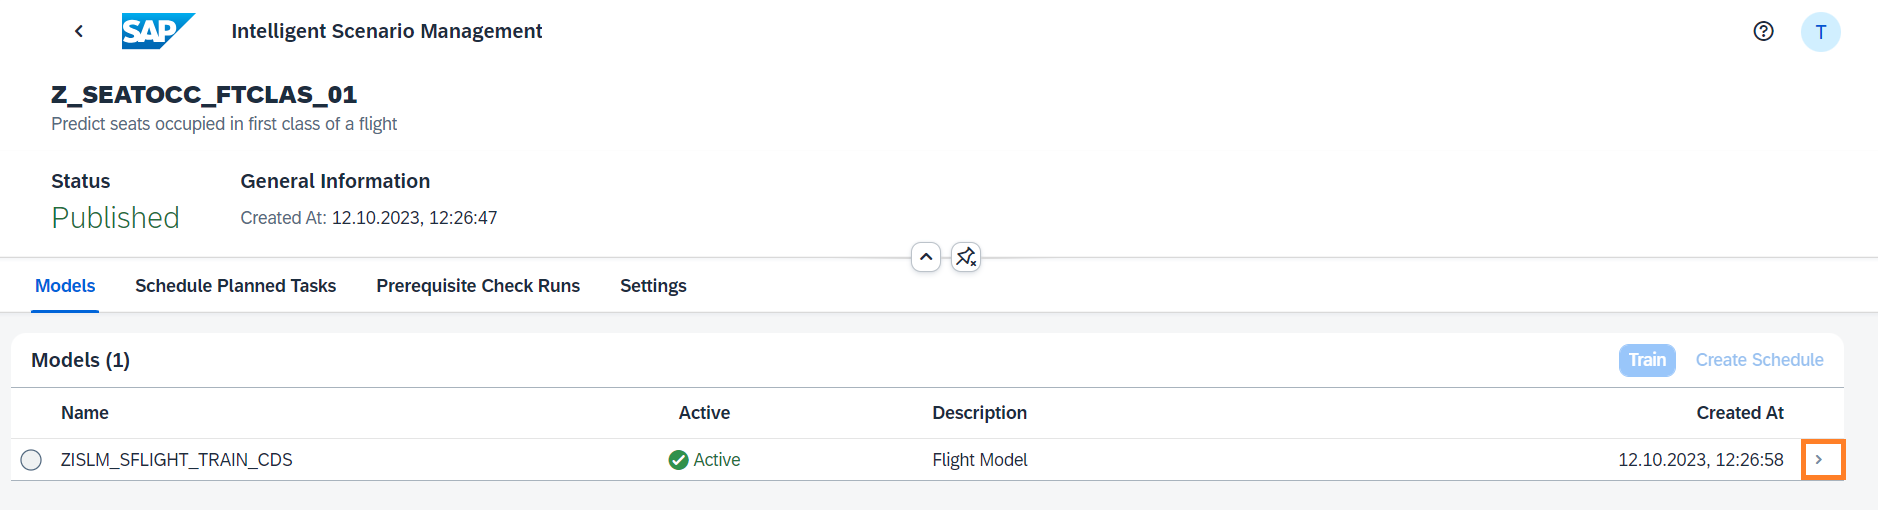 SAP Intelligent Scenario Management
T
Z_SEATOCC_FTCLAS_01
Predict seats occupied in first class of a flight
Status General Information
Published Created At: 12.10.2023, 12:26:47
Models Schedule Planned Tasks Prerequisite Check Runs Settings
Models (1) Train Create Schedule
Name Active Description Created At
ZISLM_SFLIGHT_TRAIN_CDS Active Flight Model 12.10.2023, 12:26:58